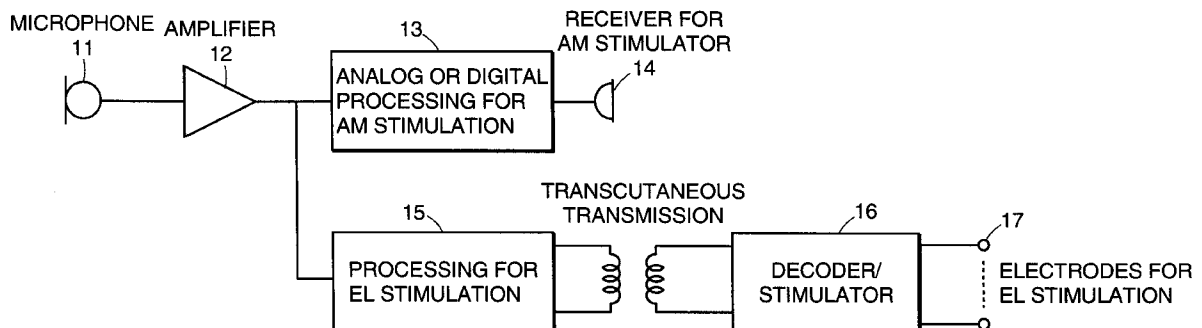 MICROPHONE
11
AMPLIFIER
12
13
ANALOG OR DIGITAL
PROCESSING FOR
AM STIMULATION
RECEIVER FOR
AM STIMULATOR
14
15
PROCESSING FOR
EL STIMULATION
TRANSCUTANEOUS
TRANSMISSION
16
DECODER/
STIMULATOR
17
ELECTRODES FOR
EL STIMULATION